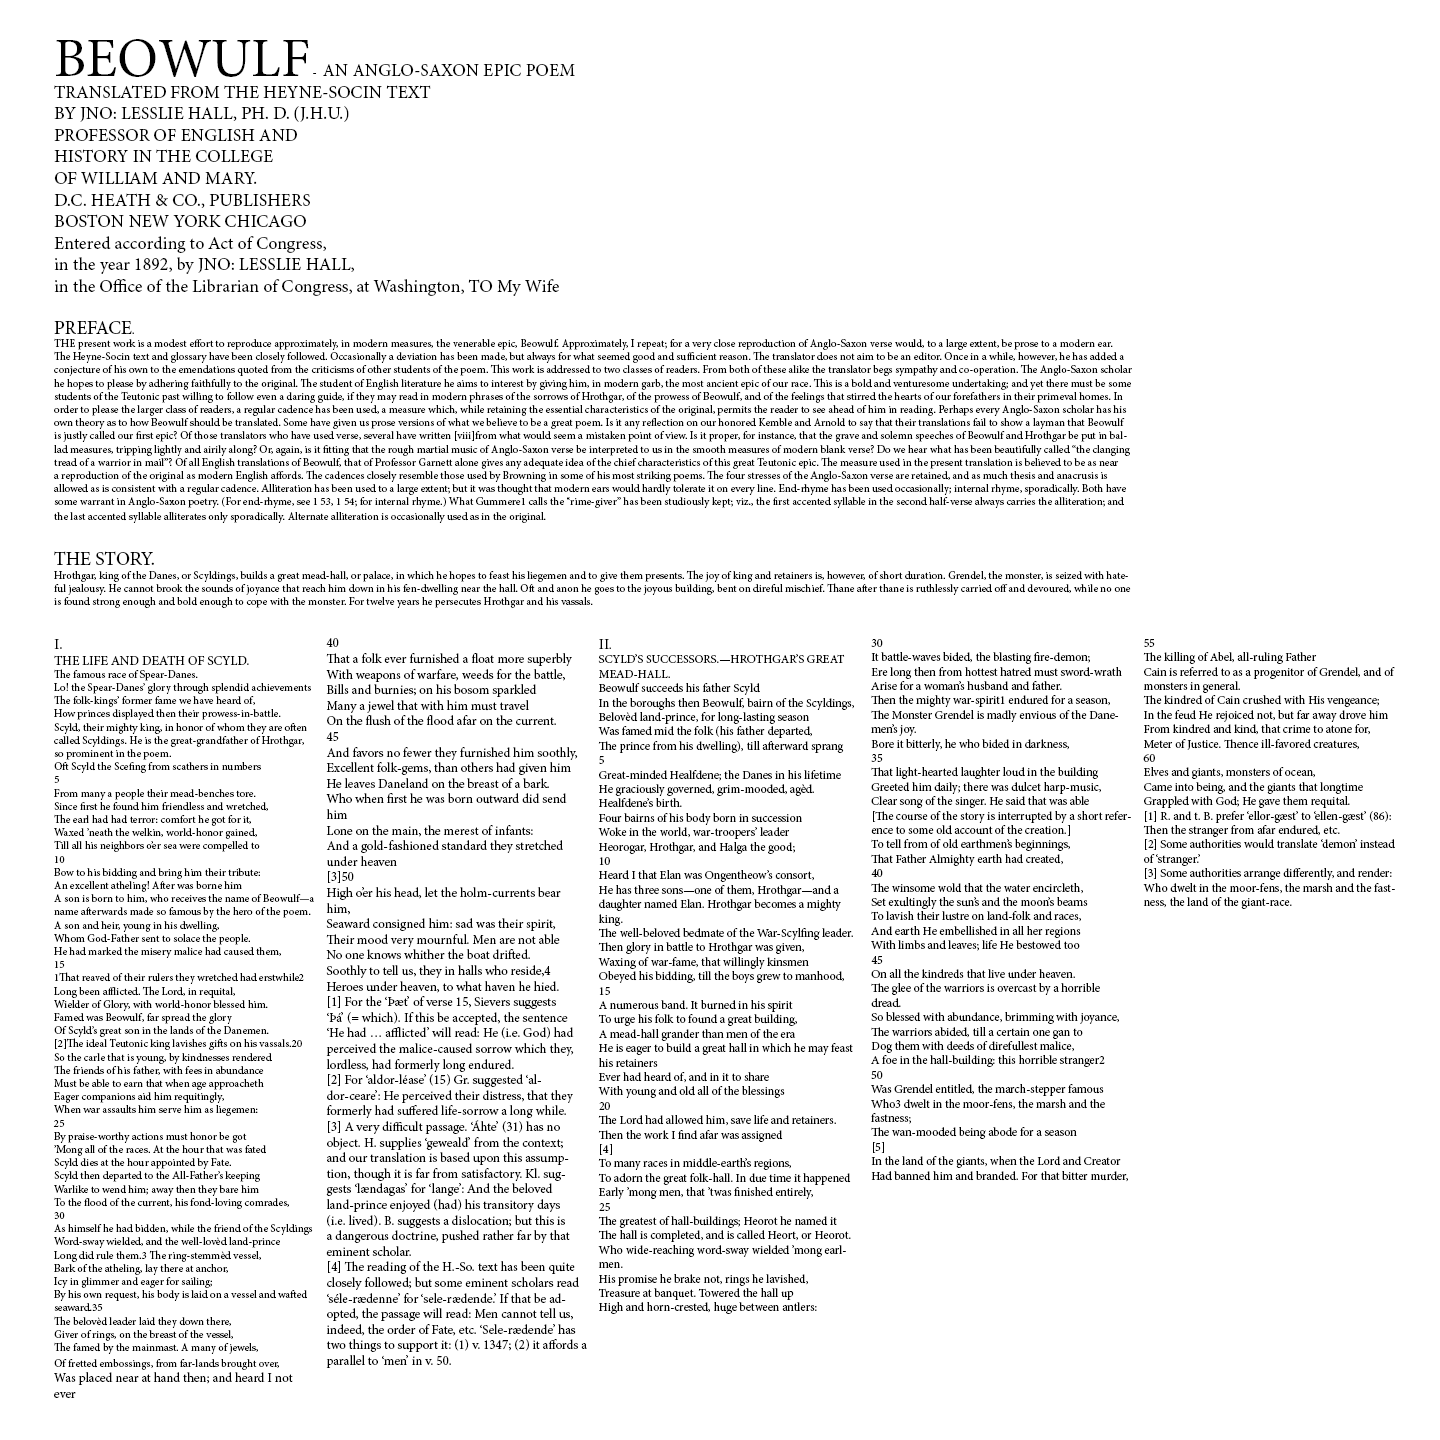 BEOWULF - AN ANGLO-SAXON EPIC POEM
TRANSLATED FROM THE HEYNE-SOCIN TEXT
BY JNO: LESSLIE HALL, PH. D. (J.H.U.)
PROFESSOR OF ENGLISH AND
HISTORY IN THE COLLEGE
OF WILLIAM AND MARY.
D.C. HEATH & CO., PUBLISHERS
BOSTON NEW YORK CHICAGO
Entered according to Act of Congress,
in the year 1892, by JNO: LESSLIE HALL,
in the Office of the Librarian of Congress, at Washington, TO My Wife
PREFACE.
THE present work is a modest effort to reproduce approximately, in modern measures, the venerable epic, Beowulf. Approximately, I repeat; for a very close reproduction of Anglo-Saxon verse would, to a large extent, be prose to a modern ear.
The Heyne-Socin text and glossary have been closely followed. Occasionally a deviation has been made, but always for what seemed good and sufficient reason. The translator does not aim to be an editor. Once in a while, however, he has added a
conjecture of his own to the emendations quoted from the criticisms of other students of the poem. This work is addressed to two classes of readers. From both of these alike the translator begs sympathy and co-operation. The Anglo-Saxon scholar
he hopes to please by adhering faithfully to the original. The student of English literature he aims to interest by giving him, in modern garb, the most ancient epic of our race. This is a bold and venturesome undertaking; and yet there must be some
students of the Teutonic past willing to follow even a daring guide, if they may read in modern phrases of the sorrows of Hrothgar, of the prowess of Beowulf, and of the feelings that stirred the hearts of our forefathers in their primeval homes. In
order to please the larger class of readers, a regular cadence has been used, a measure which, while retaining the essential characteristics of the original, permits the reader to see ahead of him in reading. Perhaps every Anglo-Saxon scholar has his
own theory as to how Beowulf should be translated. Some have given us prose versions of what we believe to be a great poem. Is it any reflection on our honored Kemble and Arnold to say that their translations fail to show a layman that Beowulf
is justly called our first epic? Of those translators who have used verse, several have written [viii]from what would seem a mistaken point of view. Is it proper, for instance, that the grave and solemn speeches of Beowulf and Hrothgar be put in bal-
lad measures, tripping lightly and airily along? Or, again, is it fitting that the rough martial music of Anglo-Saxon verse be interpreted to us in the smooth measures of modern blank verse? Do we hear what has been beautifully called “the clanging
tread of a warrior in mail”? Of all English translations of Beowulf, that of Professor Garnett alone gives any adequate idea of the chief characteristics of this great Teutonic epic. The measure used in the present translation is believed to be as near
a reproduction of the original as modern English affords. The cadences closely resemble those used by Browning in some of his most striking poems. The four stresses of the Anglo-Saxon verse are retained, and as much thesis and anacrusis is
allowed as is consistent with a regular cadence. Alliteration has been used to a large extent; but it was thought that modern ears would hardly tolerate it on every line. End-rhyme has been used occasionally; internal rhyme, sporadically. Both have
some warrant in Anglo-Saxon poetry. (For end-rhyme, see 1 53, 1 54; for internal rhyme.) What Gummere1 calls the “rime-giver” has been studiously kept; viz., the first accented syllable in the second half-verse always carries the alliteration; and
the last accented syllable alliterates only sporadically. Alternate alliteration is occasionally used as in the original.
THE STORY.
Hrothgar, king of the Danes, or Scyldings, builds a great mead-hall, or palace, in which he hopes to feast his liegemen and to give them presents. The joy of king and retainers is, however, of short duration. Grendel, the monster, is seized with hate-
ful jealousy. He cannot brook the sounds of joyance that reach him down in his fen-dwelling near the hall. Oft and anon he goes to the joyous building, bent on direful mischief. Thane after thane is ruthlessly carried off and devoured, while no one
is found strong enough and bold enough to cope with the monster. For twelve years he persecutes Hrothgar and his vassals.
I.
THE LIFE AND DEATH OF SCYLD.
The famous race of Spear-Danes.
Lo! the Spear-Danes’ glory through splendid achievements
The folk-kings’ former fame we have heard of,
How princes displayed then their prowess-in-battle.
Scyld, their mighty king, in honor of whom they are often
called Scyldings. He is the great-grandfather of Hrothgar,
so prominent in the poem.
Oft Scyld the Scefing from scathers in numbers
5
From many a people their mead-benches tore.
Since first he found him friendless and wretched,
The earl had had terror: comfort he got for it,
Waxed ’neath the welkin, world-honor gained,
Till all his neighbors o’er sea were compelled to
10
Bow to his bidding and bring him their tribute:
An excellent atheling! After was borne him
A son is born to him, who receives the name of Beowulf—a
name afterwards made so famous by the hero of the poem.
A son and heir, young in his dwelling,
Whom God-Father sent to solace the people.
He had marked the misery malice had caused them,
15
1That reaved of their rulers they wretched had erstwhile2
Long been afflicted. The Lord, in requital,
Wielder of Glory, with world-honor blessed him.
Famed was Beowulf, far spread the glory
Of Scyld’s great son in the lands of the Danemen.
[2]The ideal Teutonic king lavishes gifts on his vassals.20
So the carle that is young, by kindnesses rendered
The friends of his father, with fees in abundance
Must be able to earn that when age approacheth
Eager companions aid him requitingly,
When war assaults him serve him as liegemen:
25
By praise-worthy actions must honor be got
’Mong all of the races. At the hour that was fated
Scyld dies at the hour appointed by Fate.
Scyld then departed to the All-Father’s keeping
Warlike to wend him; away then they bare him
To the flood of the current, his fond-loving comrades,
30
As himself he had bidden, while the friend of the Scyldings
Word-sway wielded, and the well-lovèd land-prince
Long did rule them.3 The ring-stemmèd vessel,
Bark of the atheling, lay there at anchor,
Icy in glimmer and eager for sailing;
By his own request, his body is laid on a vessel and wafted
seaward.35
The belovèd leader laid they down there,
Giver of rings, on the breast of the vessel,
The famed by the mainmast. A many of jewels,
Of fretted embossings, from far-lands brought over,
Was placed near at hand then; and heard I not
ever
40
That a folk ever furnished a float more superbly
With weapons of warfare, weeds for the battle,
Bills and burnies; on his bosom sparkled
Many a jewel that with him must travel
On the flush of the flood afar on the current.
45
And favors no fewer they furnished him soothly,
Excellent folk-gems, than others had given him
He leaves Daneland on the breast of a bark.
Who when first he was born outward did send
him
Lone on the main, the merest of infants:
And a gold-fashioned standard they stretched
under heaven
[3]50
High o’er his head, let the holm-currents bear
him,
Seaward consigned him: sad was their spirit,
Their mood very mournful. Men are not able
No one knows whither the boat drifted.
Soothly to tell us, they in halls who reside,4
Heroes under heaven, to what haven he hied.
[1] For the ‘Þæt’ of verse 15, Sievers suggests
‘Þá’ (= which). If this be accepted, the sentence
‘He had … afflicted’ will read: He (i.e. God) had
perceived the malice-caused sorrow which they,
lordless, had formerly long endured.
[2] For ‘aldor-léase’ (15) Gr. suggested ‘al-
dor-ceare’: He perceived their distress, that they
formerly had suffered life-sorrow a long while.
[3] A very difficult passage. ‘Áhte’ (31) has no
object. H. supplies ‘geweald’ from the context;
and our translation is based upon this assump-
tion, though it is far from satisfactory. Kl. sug-
gests ‘lændagas’ for ‘lange’: And the beloved
land-prince enjoyed (had) his transitory days
(i.e. lived). B. suggests a dislocation; but this is
a dangerous doctrine, pushed rather far by that
eminent scholar.
[4] The reading of the H.-So. text has been quite
closely followed; but some eminent scholars read
‘séle-rædenne’ for ‘sele-rædende.’ If that be ad-
opted, the passage will read: Men cannot tell us,
indeed, the order of Fate, etc. ‘Sele-rædende’ has
two things to support it: (1) v. 1347; (2) it affords a
parallel to ‘men’ in v. 50.
II.
SCYLD’S SUCCESSORS.—HROTHGAR’S GREAT
MEAD-HALL.
Beowulf succeeds his father Scyld
In the boroughs then Beowulf, bairn of the Scyldings,
Belovèd land-prince, for long-lasting season
Was famed mid the folk (his father departed,
The prince from his dwelling), till afterward sprang
5
Great-minded Healfdene; the Danes in his lifetime
He graciously governed, grim-mooded, agèd.
Healfdene’s birth.
Four bairns of his body born in succession
Woke in the world, war-troopers’ leader
Heorogar, Hrothgar, and Halga the good;
10
Heard I that Elan was Ongentheow’s consort,
He has three sons—one of them, Hrothgar—and a
daughter named Elan. Hrothgar becomes a mighty
king.
The well-beloved bedmate of the War-Scylfing leader.
Then glory in battle to Hrothgar was given,
Waxing of war-fame, that willingly kinsmen
Obeyed his bidding, till the boys grew to manhood,
15
A numerous band. It burned in his spirit
To urge his folk to found a great building,
A mead-hall grander than men of the era
He is eager to build a great hall in which he may feast
his retainers
Ever had heard of, and in it to share
With young and old all of the blessings
20
The Lord had allowed him, save life and retainers.
Then the work I find afar was assigned
[4]
To many races in middle-earth’s regions,
To adorn the great folk-hall. In due time it happened
Early ’mong men, that ’twas finished entirely,
25
The greatest of hall-buildings; Heorot he named it
The hall is completed, and is called Heort, or Heorot.
Who wide-reaching word-sway wielded ’mong earl-
men.
His promise he brake not, rings he lavished,
Treasure at banquet. Towered the hall up
High and horn-crested, huge between antlers:
30
It battle-waves bided, the blasting fire-demon;
Ere long then from hottest hatred must sword-wrath
Arise for a woman’s husband and father.
Then the mighty war-spirit1 endured for a season,
The Monster Grendel is madly envious of the Dane-
men’s joy.
Bore it bitterly, he who bided in darkness,
35
That light-hearted laughter loud in the building
Greeted him daily; there was dulcet harp-music,
Clear song of the singer. He said that was able
[The course of the story is interrupted by a short refer-
ence to some old account of the creation.]
To tell from of old earthmen’s beginnings,
That Father Almighty earth had created,
40
The winsome wold that the water encircleth,
Set exultingly the sun’s and the moon’s beams
To lavish their lustre on land-folk and races,
And earth He embellished in all her regions
With limbs and leaves; life He bestowed too
45
On all the kindreds that live under heaven.
The glee of the warriors is overcast by a horrible
dread.
So blessed with abundance, brimming with joyance,
The warriors abided, till a certain one gan to
Dog them with deeds of direfullest malice,
A foe in the hall-building: this horrible stranger2
50
Was Grendel entitled, the march-stepper famous
Who3 dwelt in the moor-fens, the marsh and the
fastness;
The wan-mooded being abode for a season
[5]
In the land of the giants, when the Lord and Creator
Had banned him and branded. For that bitter murder,
55
The killing of Abel, all-ruling Father
Cain is referred to as a progenitor of Grendel, and of
monsters in general.
The kindred of Cain crushed with His vengeance;
In the feud He rejoiced not, but far away drove him
From kindred and kind, that crime to atone for,
Meter of Justice. Thence ill-favored creatures,
60
Elves and giants, monsters of ocean,
Came into being, and the giants that longtime
Grappled with God; He gave them requital.
[1] R. and t. B. prefer ‘ellor-gæst’ to ‘ellen-gæst’ (86):
Then the stranger from afar endured, etc.
[2] Some authorities would translate ‘demon’ instead
of ‘stranger.’
[3] Some authorities arrange differently, and render:
Who dwelt in the moor-fens, the marsh and the fast-
ness, the land of the giant-race.